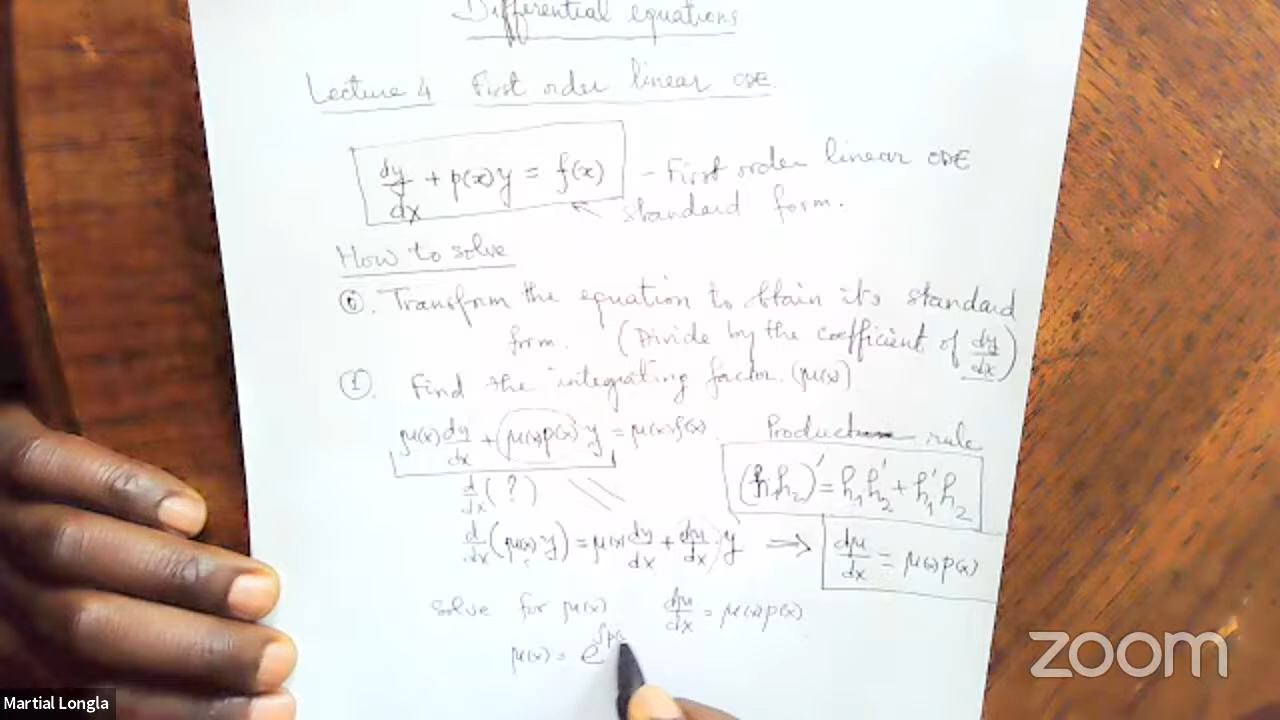 Differential equations
Lecture 4 First order linear ODE
dy/dx + p(x)y = f(x) - First order linear ODE
standard form.
How to solve
0. Transform the equation to obtain its standard
form. (Divide by the coefficient of dy/dx)
1. Find the integrating factor. (μ(x))
μ(x) dy/dx + μ(x)p(x) y = μ(x)f(x) Product rule
(h₁h₂)' = h₁h₂' + h₁'h₂
d/dx ( ? )
d/dx (μ(x) y) = μ(x) dy/dx + dμ/dx · y ⇒ dμ/dx = μ(x)p(x)
Solve for μ(x) dμ/dx = μ(x)p(x)
μ(x) = e^∫p(
zoom
Martial Longla